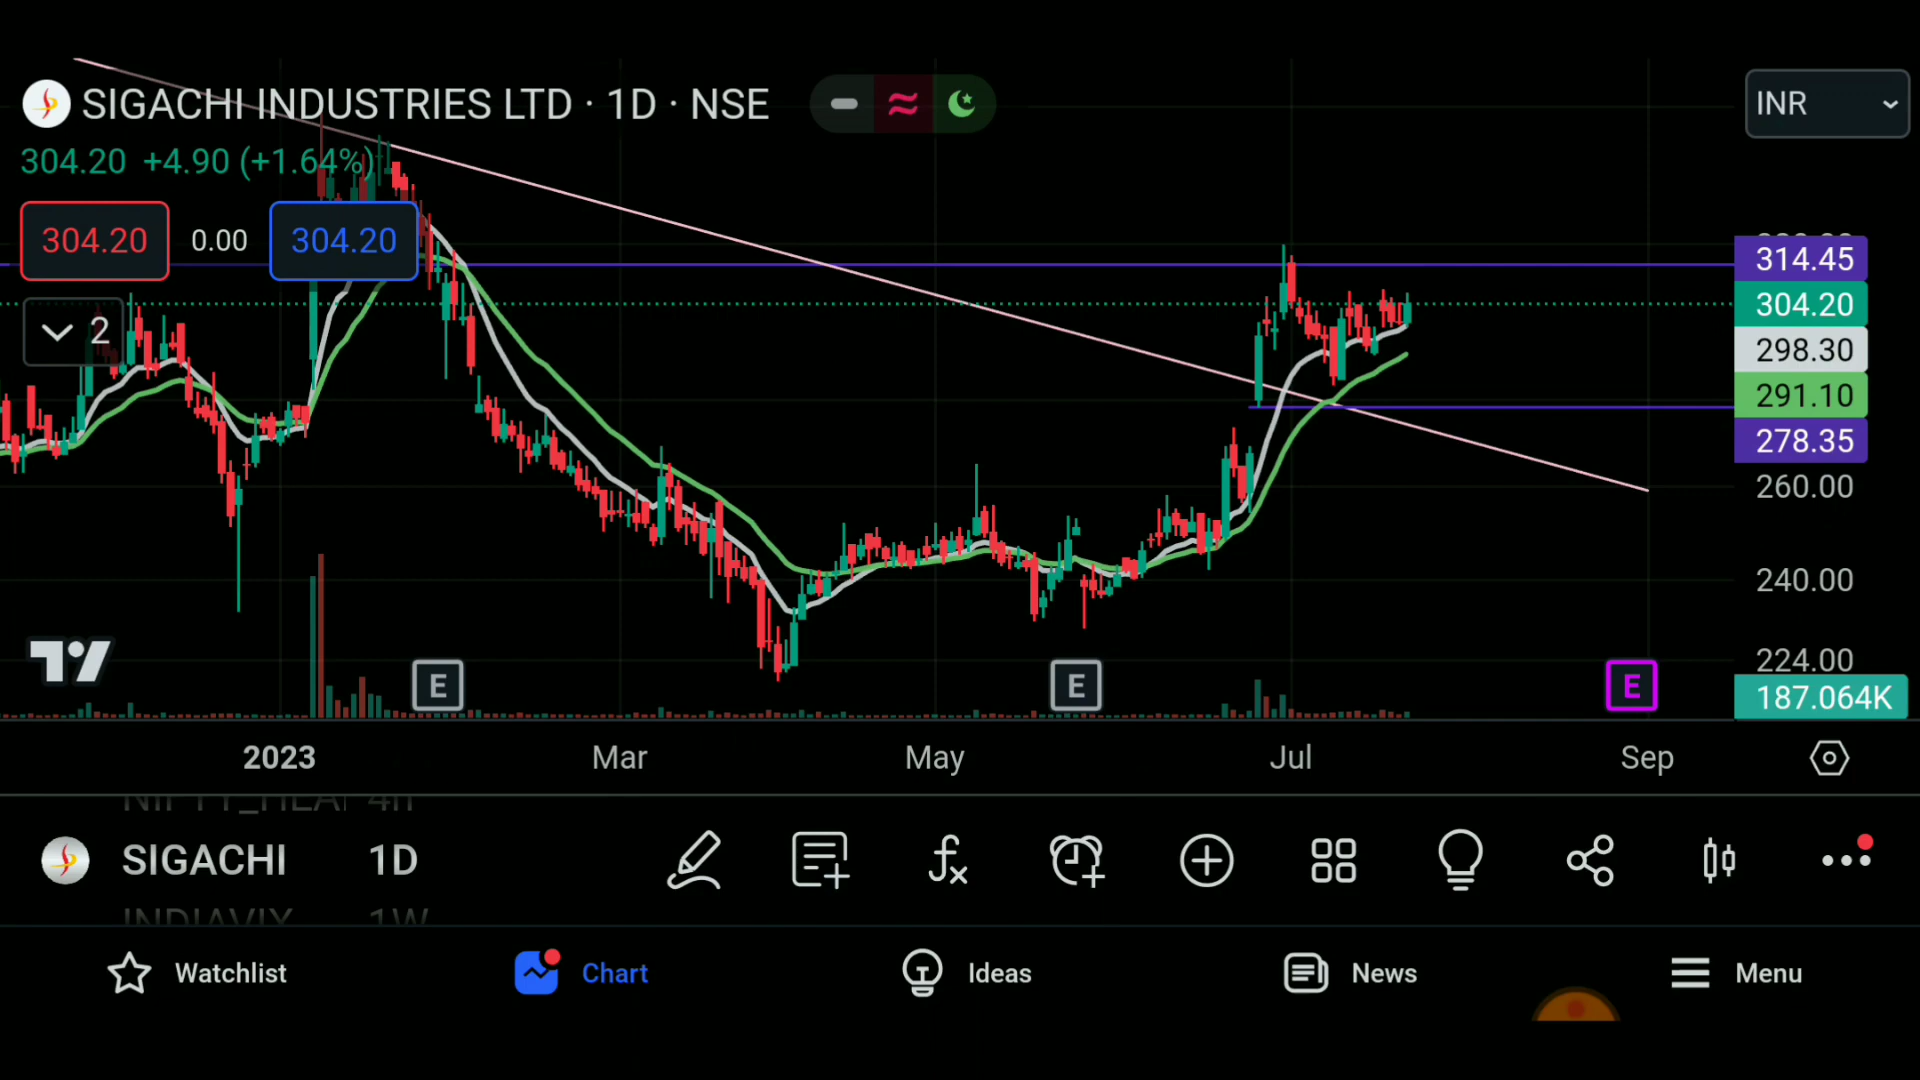 SIGACHI INDUSTRIES LTD · 1D · NSE
INR
304.20 +4.90 (+1.64%)
304.20 0.00 304.20
2
314.45
304.20
298.30
291.10
278.35
260.00
240.00
224.00
187.064K
E E E
2023 Mar May Jul Sep
SIGACHI 1D
INDIAVIX 1W
Watchlist Chart Ideas News Menu